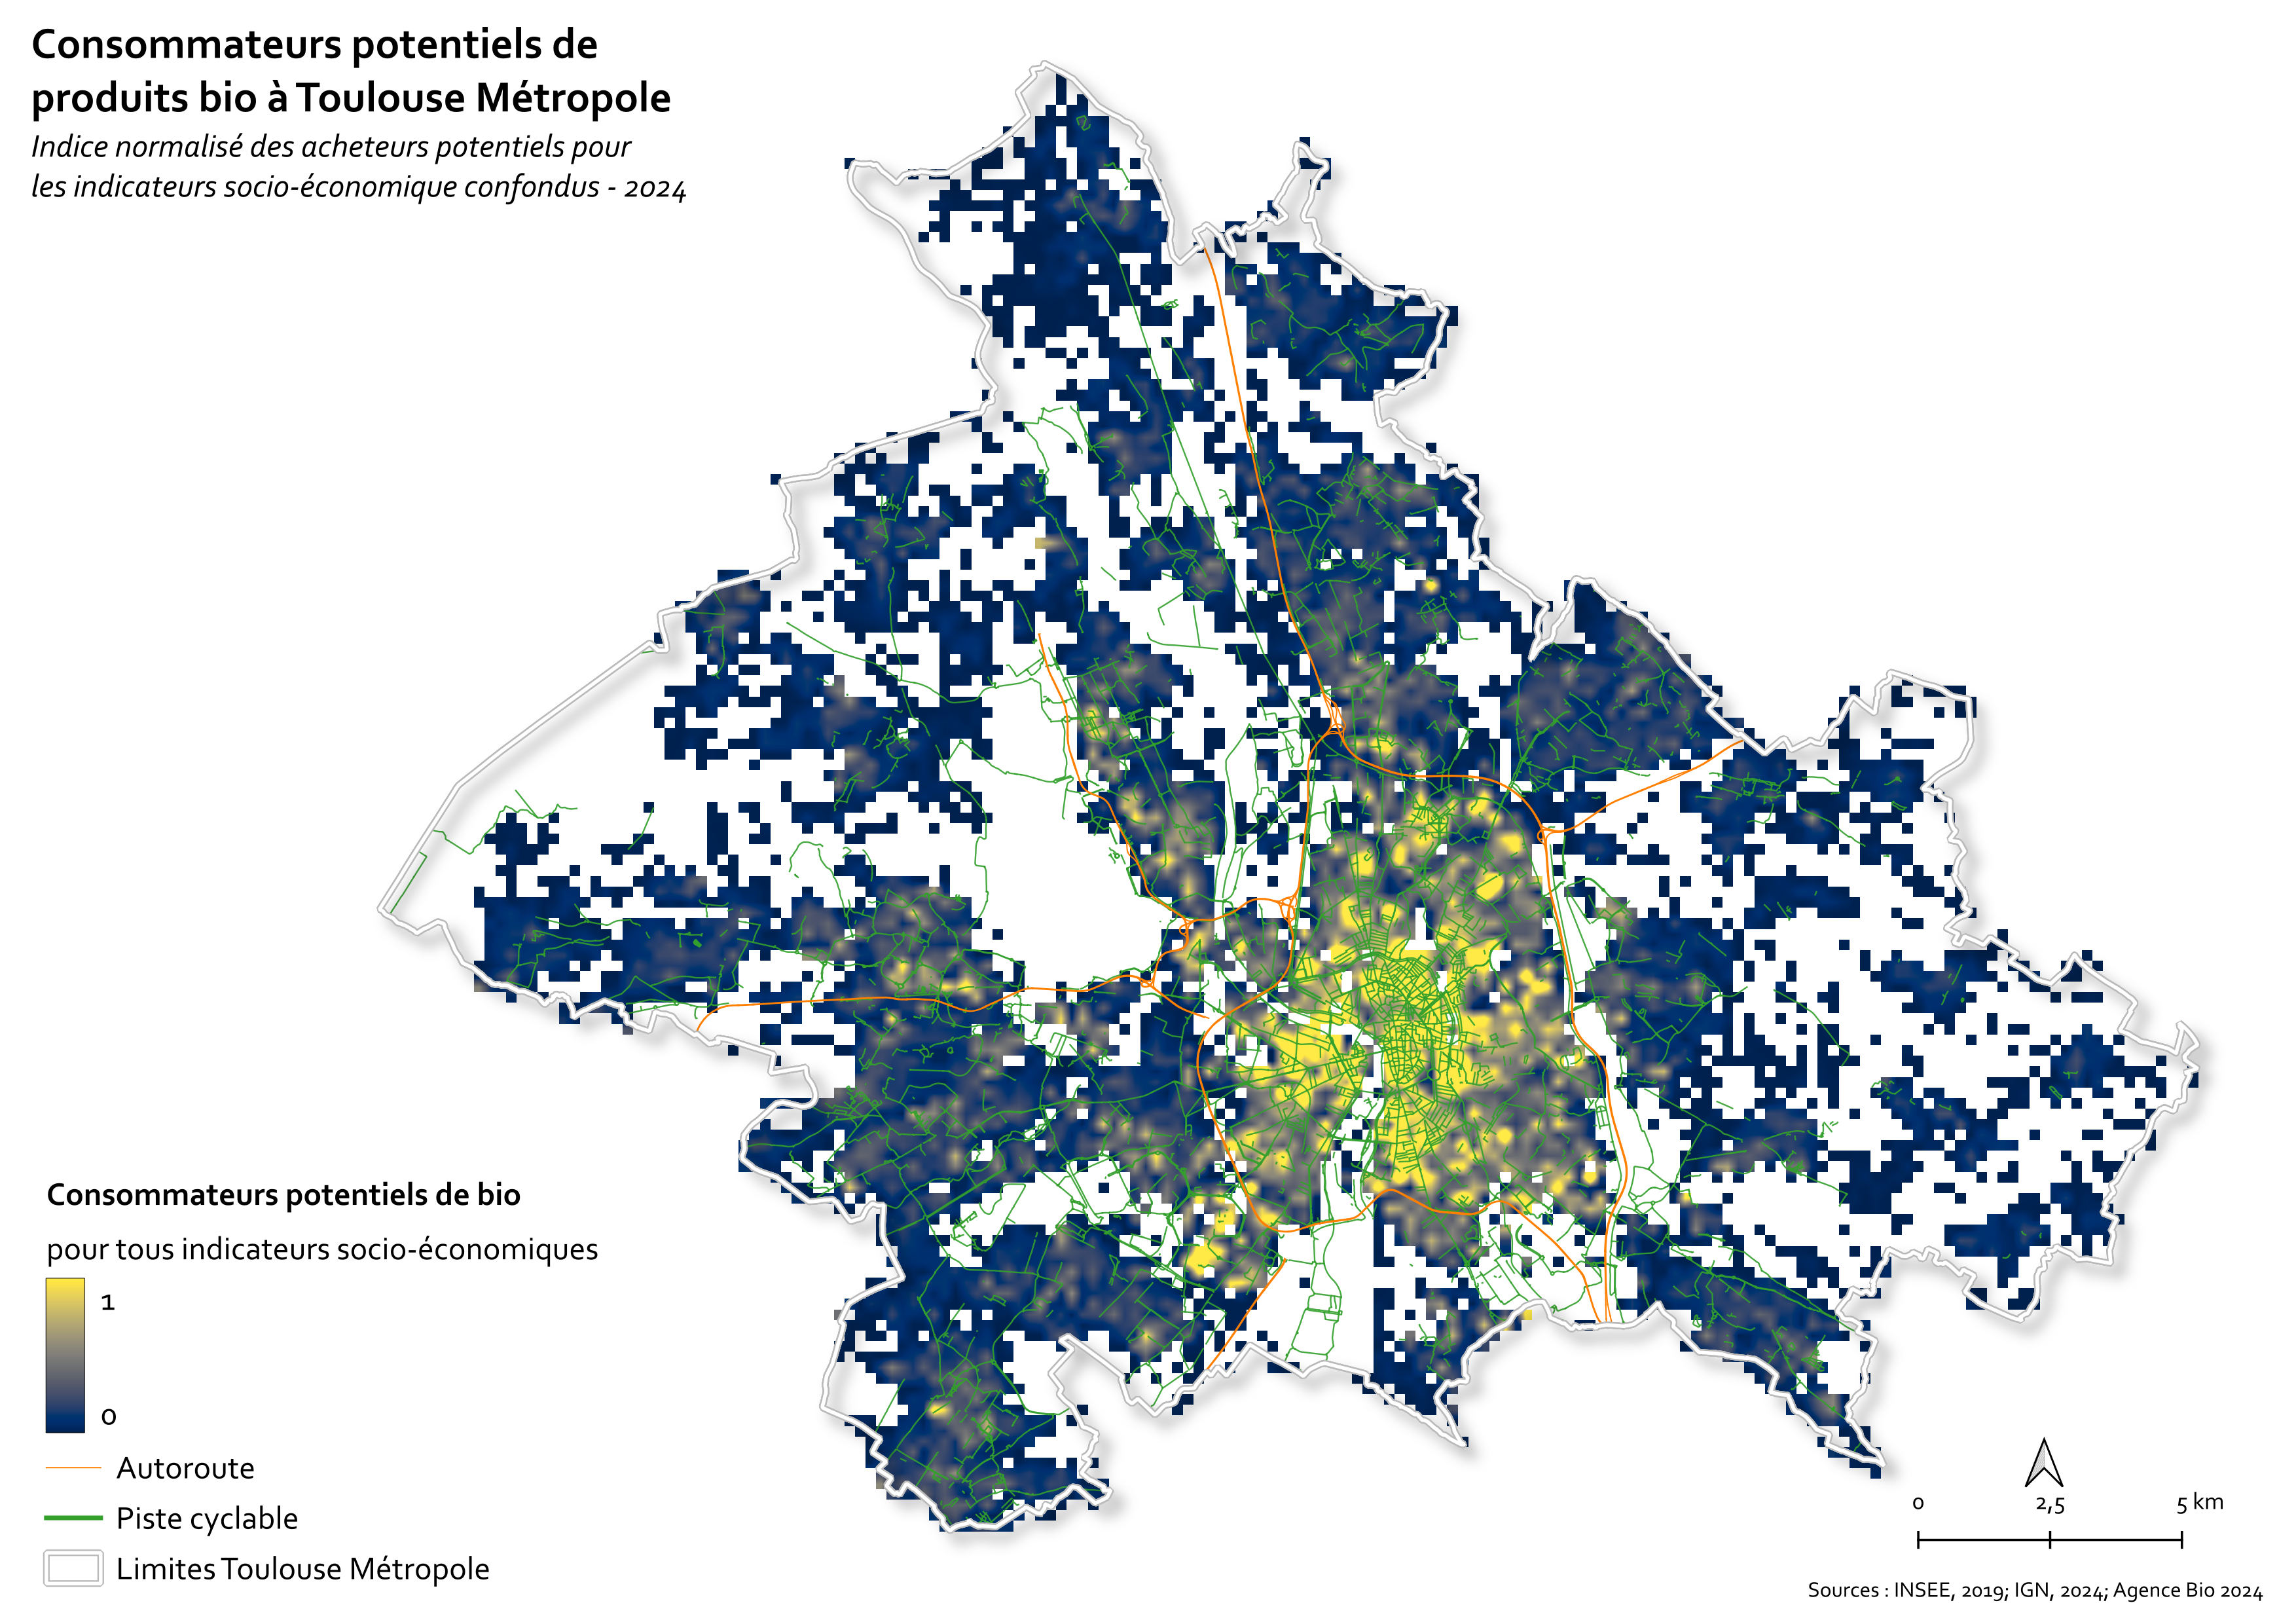 Consommateurs potentiels de
produits bio à Toulouse Métropole
Indice normalisé des acheteurs potentiels pour
les indicateurs socio-économique confondus - 2024
Consommateurs potentiels de bio
pour tous indicateurs socio-économiques
1
0
Autoroute
Piste cyclable
Limites Toulouse Métropole
0 2,5 5 km
Sources : INSEE, 2019; IGN, 2024; Agence Bio 2024